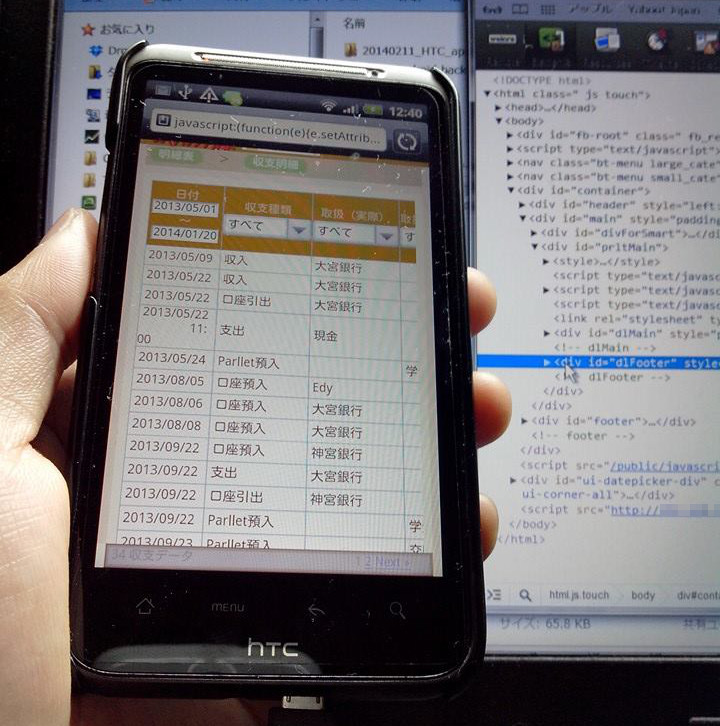 お気に入り
名前
20140211_HTC_ap
アップル
Yahoo! Japan
12:40
javascript:(function(e){e.setAttrib...
明細表 > 収支明細
日付
2013/05/01
～
2014/01/20
収支種類
すべて
取扱（実際）
すべて
2013/05/09 収入 大宮銀行
2013/05/22 収入 大宮銀行
2013/05/22 口座引出 大宮銀行
2013/05/22 11:00 支出 現金
2013/05/24 Parllet預入 学
2013/08/05 口座預入 Edy
2013/08/06 口座預入 大宮銀行
2013/08/08 口座預入 大宮銀行
2013/09/22 口座預入 神宮銀行
2013/09/22 支出 大宮銀行
2013/09/22 口座引出 神宮銀行
2013/09/22 Parllet預入 学
2013/09/23 Parllet預入 交
34 収支データ 1 2 Next
menu
htc
<!DOCTYPE html>
▼<html class=" js touch">
▶<head>…</head>
▼<body>
▶<div id="fb-root" class=" fb_r
▶<script type="text/javascript"
▶<nav class="bt-menu large_cate"
▶<nav class="bt-menu small_cate"
▼<div id="container">
▶<div id="header" style="left:
▼<div id="main" style="paddin
▶<div id="divForSmart">…</di
▼<div id="prltMain">
▶<style>…</style>
<script type="text/javas
▶<script type="text/javas
<script type="text/javas
<link rel="stylesheet" t
▶<div id="dlMain" style="p
<!-- dlMain -->
▶<div id="dlFooter" style
<!-- dlFooter -->
</div>
</div>
▶<div id="footer">…</div>
<!-- footer -->
</div>
<script src="/public/javascri
▶<div id="ui-datepicker-div" c
ui-corner-all">…</div>
<script src="http://
</body>
</html>
html.js.touch body div#cont
サイズ: 65.8 KB
共有ユ